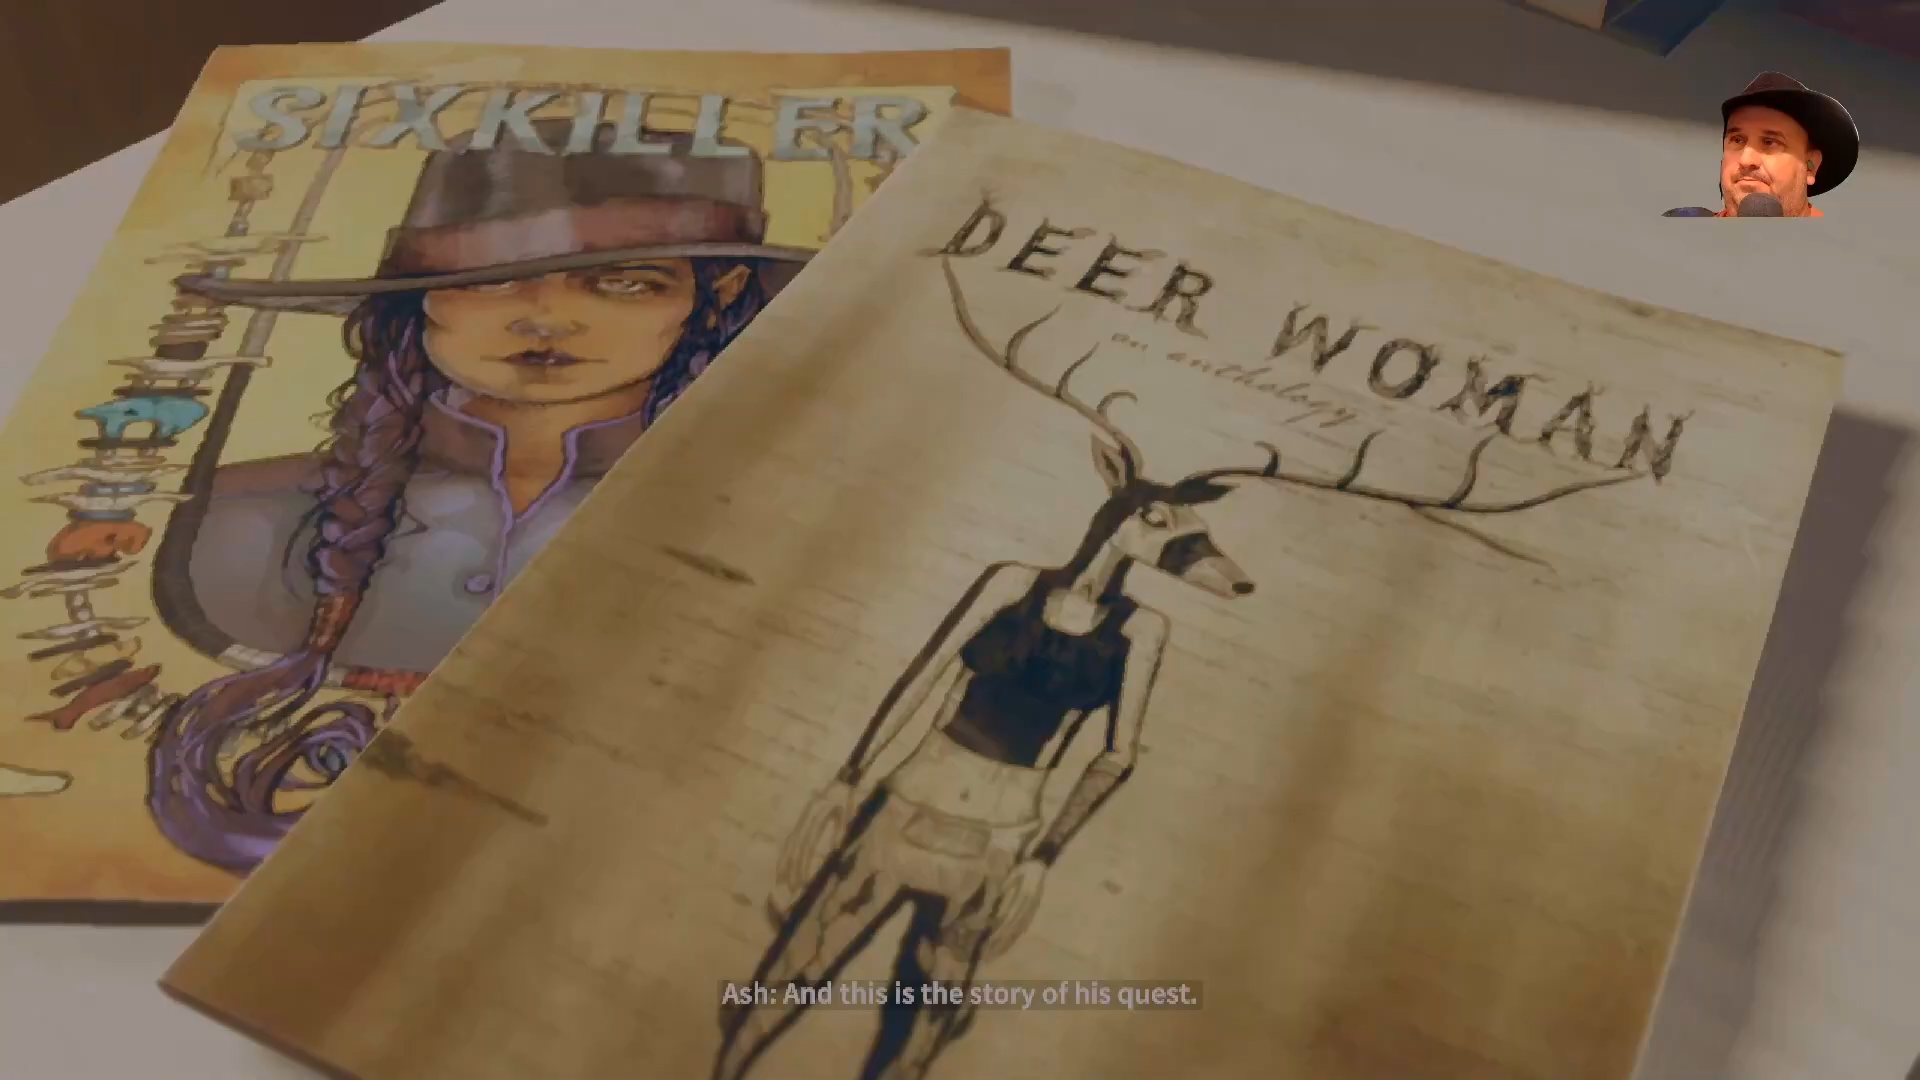 SIXKILLER
DEER WOMAN
an anthology
Ash: And this is the story of his quest.